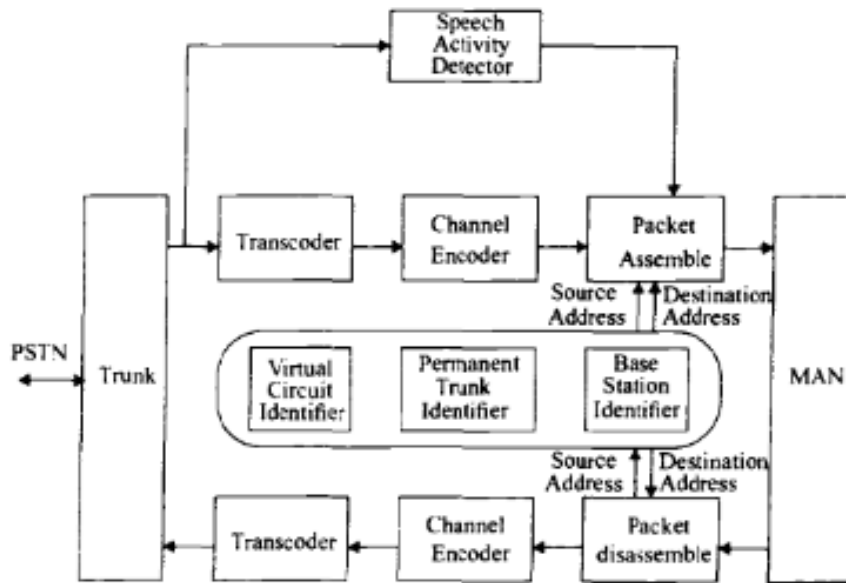 Speech
Activity
Detector
Transcoder
Channel
Encoder
Packet
Assemble
Source
Address
Destination
Address
PSTN
Trunk
Virtual
Circuit
Identifier
Permanent
Trunk
Identifier
Base
Station
Identifier
MAN
Source
Address
Destination
Address
Transcoder
Channel
Encoder
Packet
disassemble